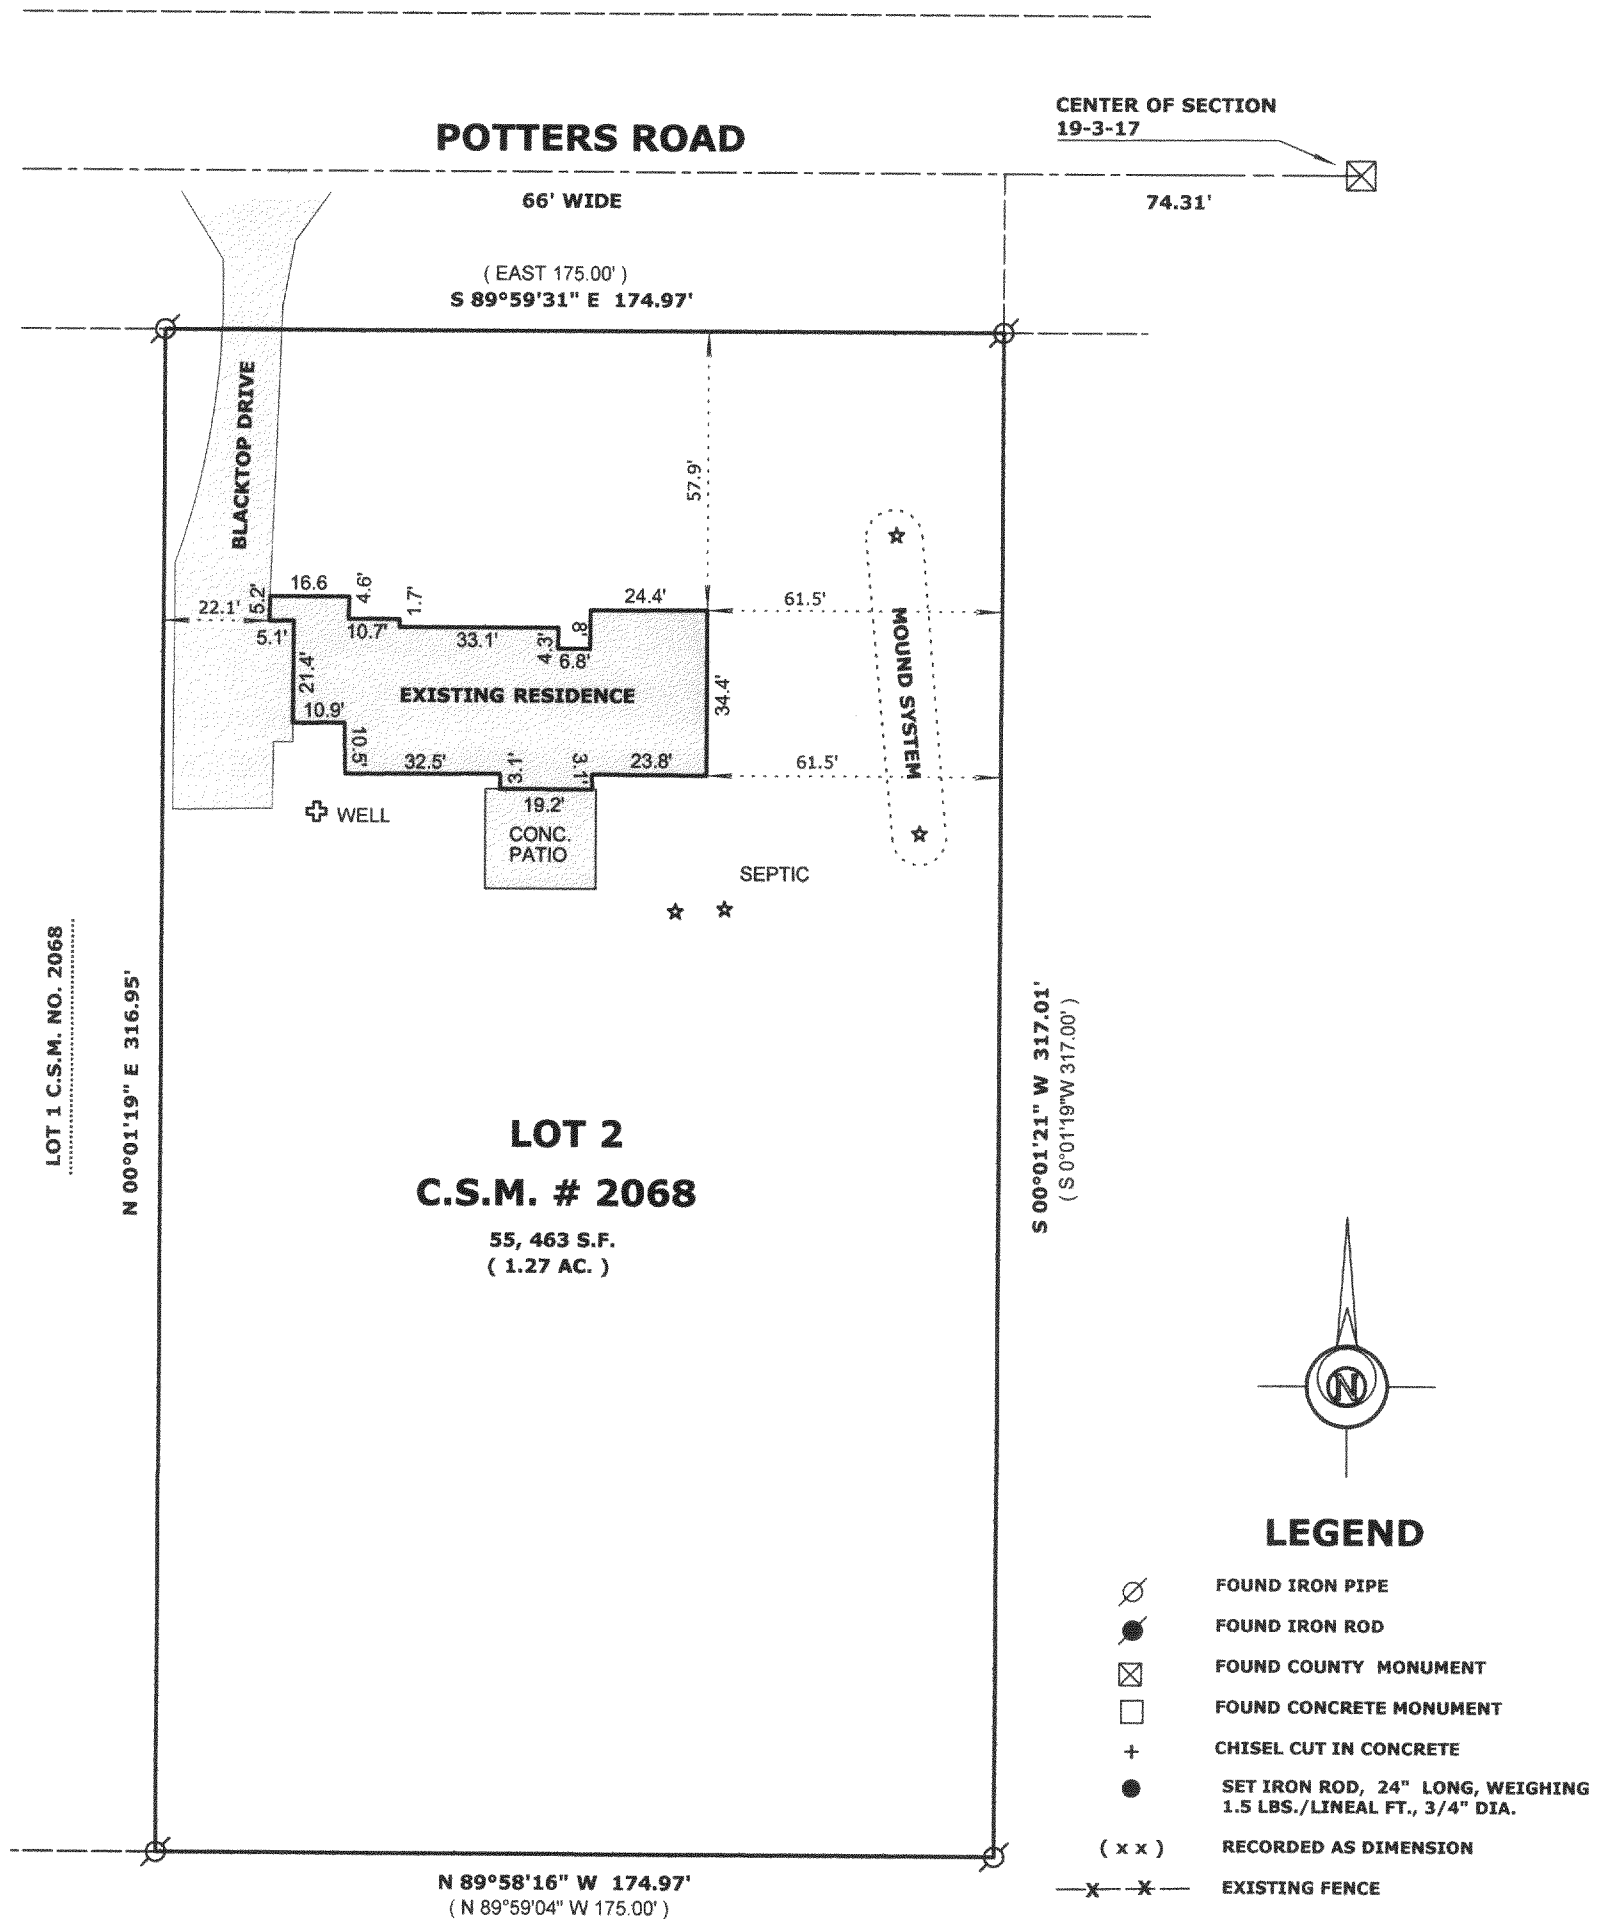 CENTER OF SECTION
19-3-17
POTTERS ROAD
66' WIDE
74.31'
( EAST 175.00' )
S 89°59'31" E  174.97'
BLACKTOP DRIVE
57.9'
16.6
4.6'
1.7'
24.4'
61.5'
22.1'
5.2'
5.1'
10.7'
33.1'
4.3'
6.8'
8'
21.4'
EXISTING RESIDENCE
34.4'
MOUND SYSTEM
10.9'
10.5'
32.5'
3.1'
3.1'
23.8'
61.5'
19.2'
WELL
CONC.
PATIO
SEPTIC
LOT 1 C.S.M. NO. 2068
N 00°01'19" E  316.95'
S 00°01'21" W  317.01'
( S 0°01'19"W 317.00' )
LOT 2
C.S.M. # 2068
55, 463 S.F.
( 1.27 AC. )
N
LEGEND
FOUND IRON PIPE
FOUND IRON ROD
FOUND COUNTY  MONUMENT
FOUND CONCRETE MONUMENT
CHISEL CUT IN CONCRETE
SET IRON ROD,  24"  LONG, WEIGHING
1.5 LBS./LINEAL FT., 3/4" DIA.
( x x )  RECORDED AS DIMENSION
x x  EXISTING FENCE
N 89°58'16" W  174.97'
( N 89°59'04" W 175.00' )